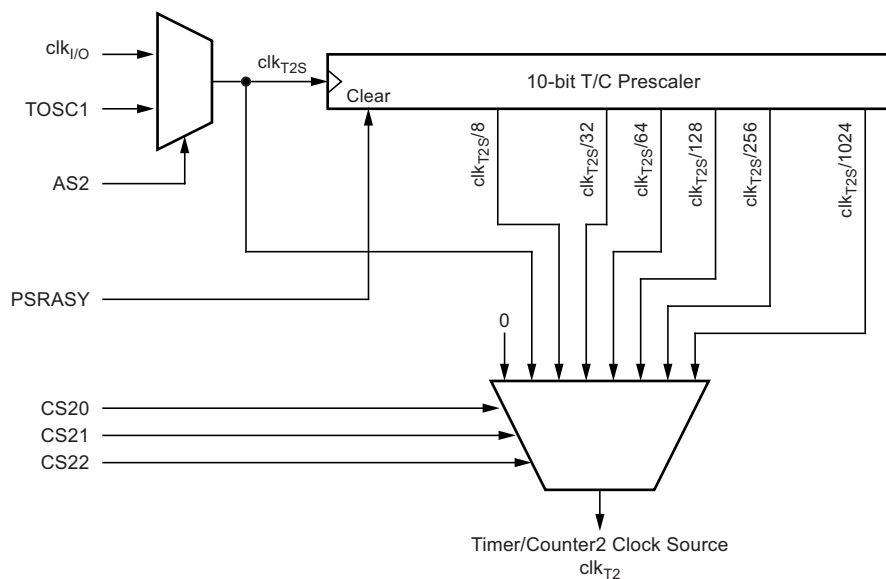 clkI/O
TOSC1
AS2
PSRASY
clkT2S
10-bit T/C Prescaler
Clear
clkT2S/8
clkT2S/32
clkT2S/64
clkT2S/128
clkT2S/256
clkT2S/1024
0
CS20
CS21
CS22
Timer/Counter2 Clock Source
clkT2